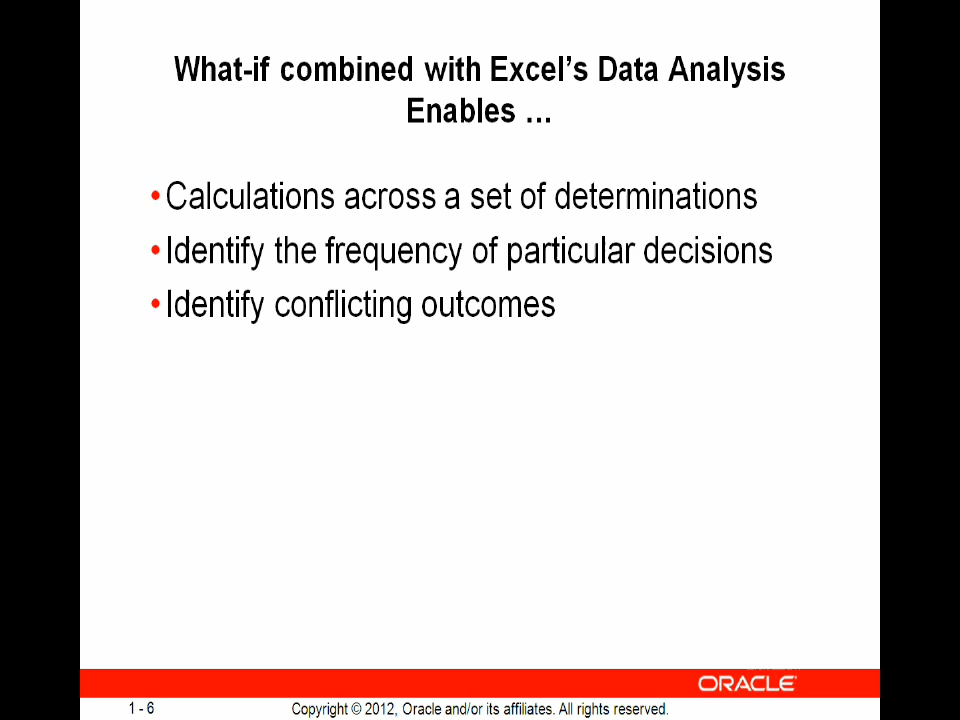 What-if combined with Excel's Data Analysis
Enables …
•Calculations across a set of determinations
•Identify the frequency of particular decisions
•Identify conflicting outcomes
ORACLE
1 - 6
Copyright © 2012, Oracle and/or its affiliates. All rights reserved.